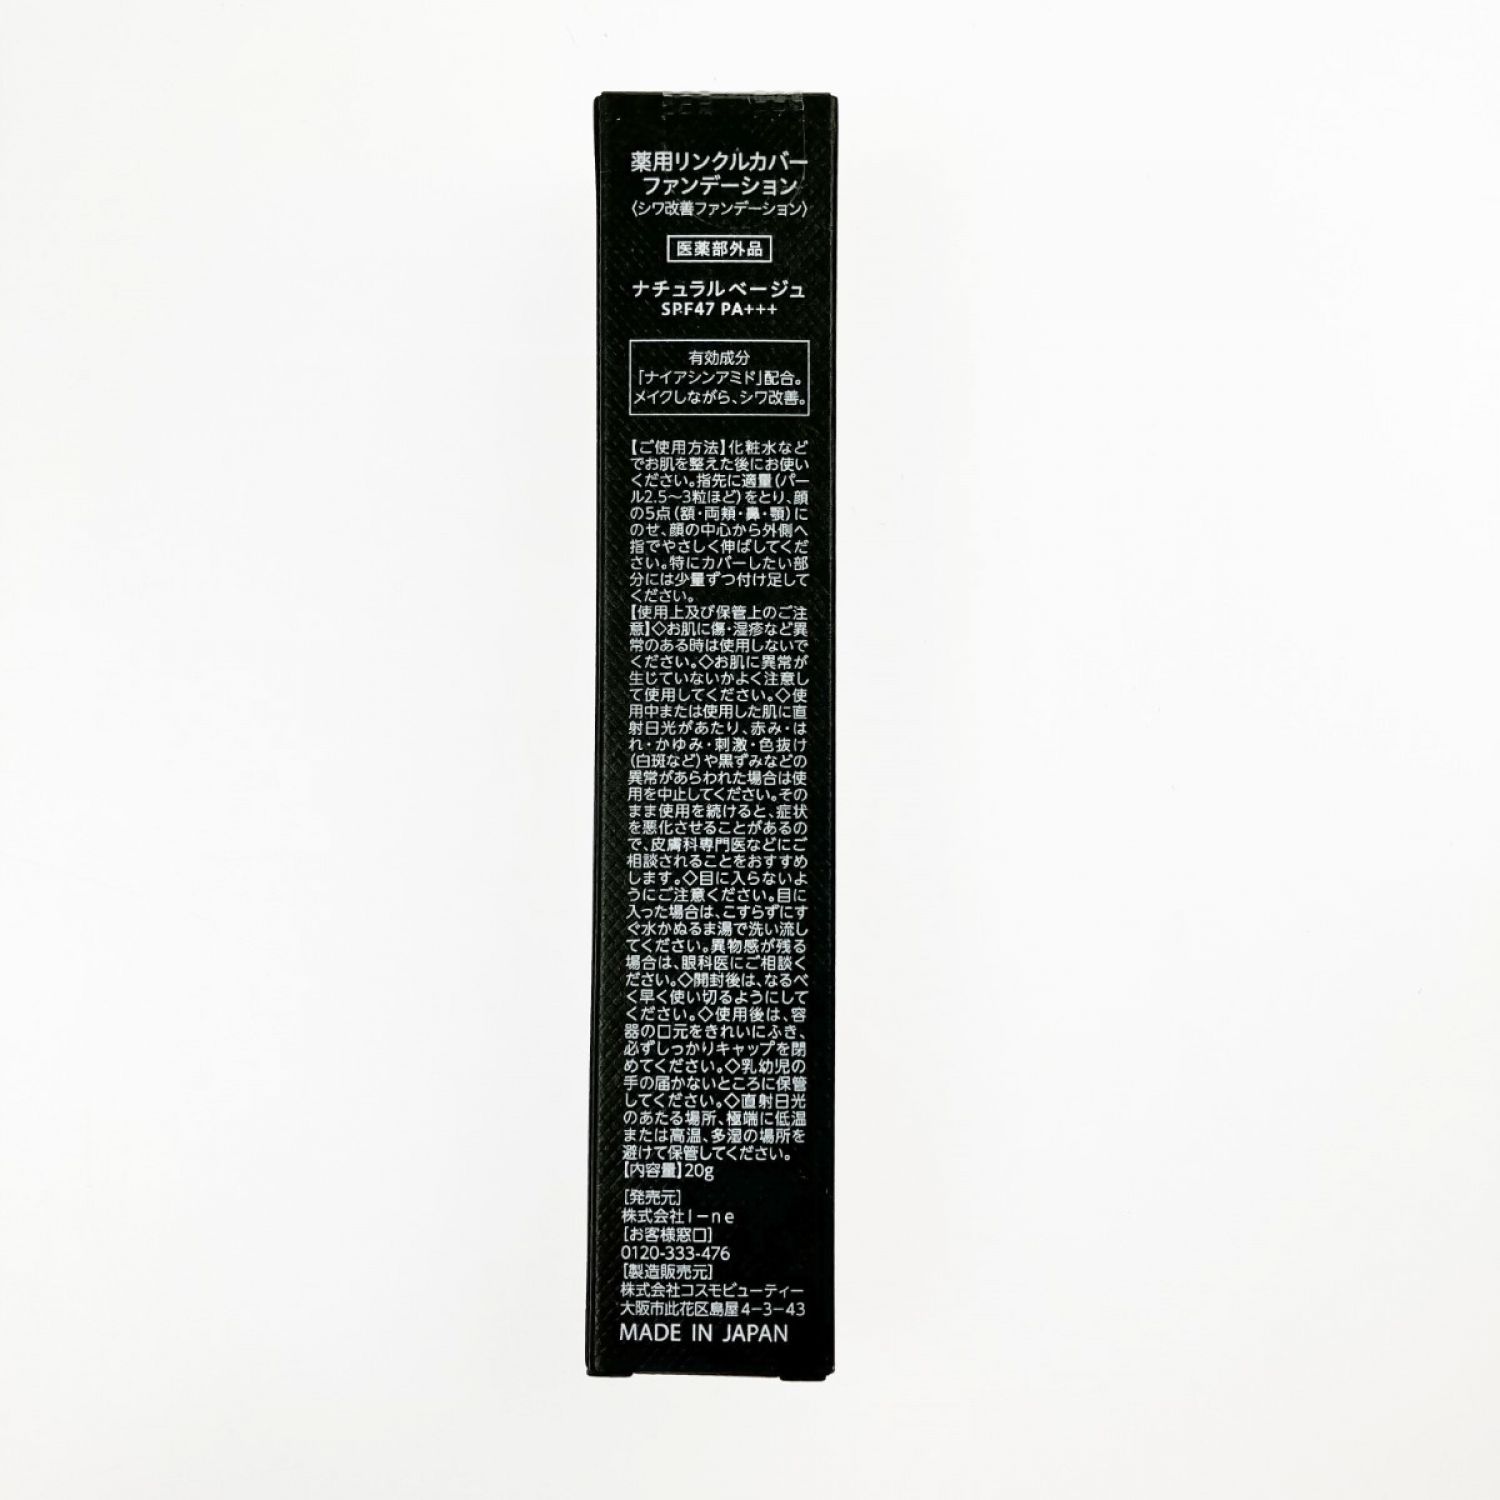 薬用リンクルカバー
ファンデーション
〈シワ改善ファンデーション〉
医薬部外品
ナチュラルベージュ
SPF47 PA+++
有効成分
「ナイアシンアミド」配合。
メイクしながら、シワ改善。
【ご使用方法】化粧水など
でお肌を整えた後にお使い
ください。指先に適量(パー
ル2.5〜3粒ほど)をとり、顔
の5点(額・両頬・鼻・顎)に
のせ、顔の中心から外側へ
指でやさしく伸ばしてくだ
さい。特にカバーしたい部
分には少量ずつ付け足して
ください。
【使用上及び保管上のご注
意】◇お肌に傷・湿疹など異
常のある時は使用しないで
ください。◇お肌に異常が
生じていないかよく注意し
て使用してください。◇使
用中または使用した肌に直
射日光があたり、赤み・は
れ・かゆみ・刺激・色抜け
(白斑など)や黒ずみなどの
異常があらわれた場合は使
用を中止してください。その
まま使用を続けると、症状
を悪化させることがあるの
で、皮膚科専門医などにご
相談されることをおすすめ
します。◇目に入らないよ
うにご注意ください。目に
入った場合は、こすらずにす
ぐ水かぬるま湯で洗い流し
てください。異物感が残る
場合は、眼科医にご相談く
ださい。◇開封後は、なるべ
く早く使い切るようにして
ください。◇使用後は、容
器の口元をきれいにふき、
必ずしっかりキャップを閉
めてください。◇乳幼児の
手の届かないところに保管
してください。◇直射日光
のあたる場所、極端に低温
または高温、多湿の場所を
避けて保管してください。
【内容量】20g
[発売元]
株式会社I-ne
[お客様窓口]
0120-333-476
[製造販売元]
株式会社コスモビューティー
大阪市此花区島屋4-3-43
MADE IN JAPAN